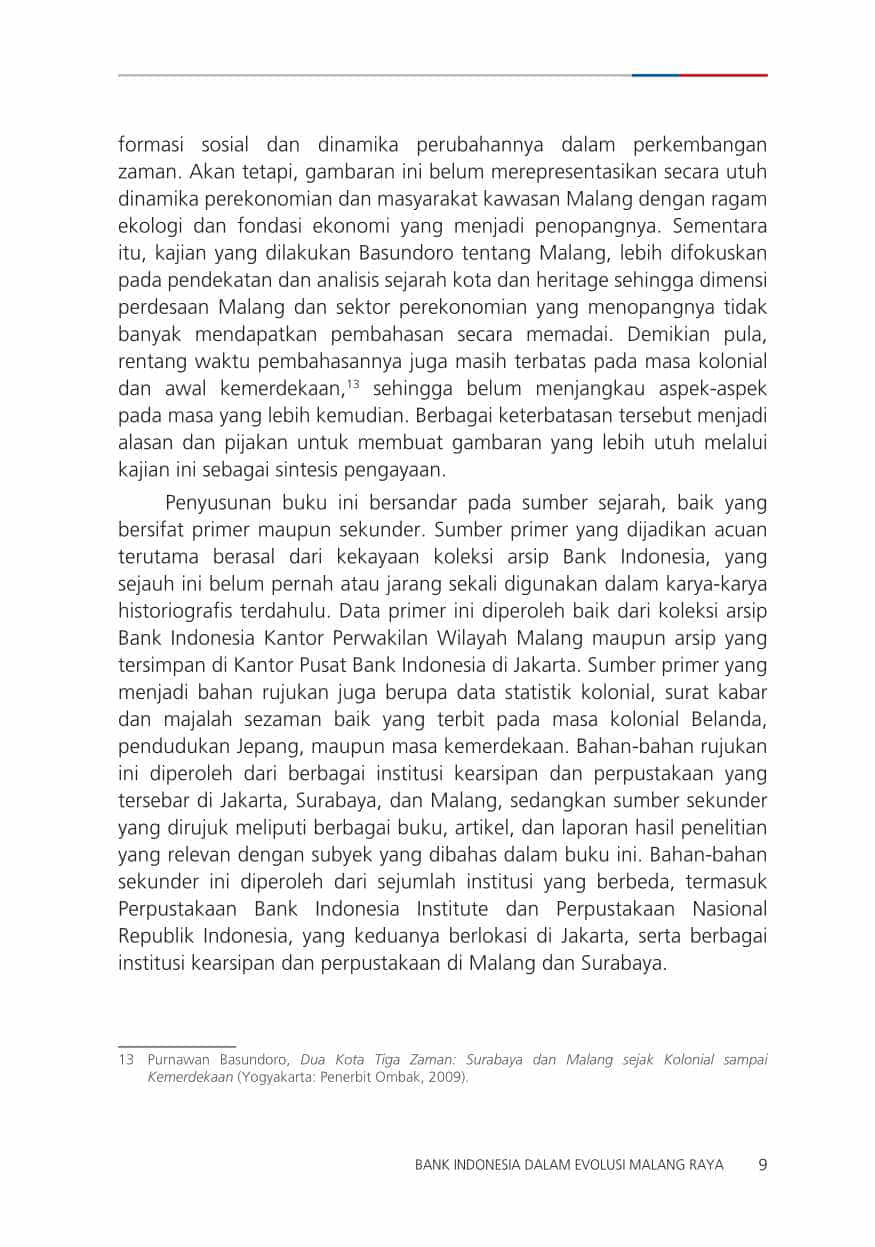 formasi sosial dan dinamika perubahannya dalam perkembangan
zaman. Akan tetapi, gambaran ini belum merepresentasikan secara utuh
dinamika perekonomian dan masyarakat kawasan Malang dengan ragam
ekologi dan fondasi ekonomi yang menjadi penopangnya. Sementara
itu, kajian yang dilakukan Basundoro tentang Malang, lebih difokuskan
pada pendekatan dan analisis sejarah kota dan heritage sehingga dimensi
perdesaan Malang dan sektor perekonomian yang menopangnya tidak
banyak mendapatkan pembahasan secara memadai. Demikian pula,
rentang waktu pembahasannya juga masih terbatas pada masa kolonial
dan awal kemerdekaan,¹³ sehingga belum menjangkau aspek-aspek
pada masa yang lebih kemudian. Berbagai keterbatasan tersebut menjadi
alasan dan pijakan untuk membuat gambaran yang lebih utuh melalui
kajian ini sebagai sintesis pengayaan.
Penyusunan buku ini bersandar pada sumber sejarah, baik yang
bersifat primer maupun sekunder. Sumber primer yang dijadikan acuan
terutama berasal dari kekayaan koleksi arsip Bank Indonesia, yang
sejauh ini belum pernah atau jarang sekali digunakan dalam karya-karya
historiografis terdahulu. Data primer ini diperoleh baik dari koleksi arsip
Bank Indonesia Kantor Perwakilan Wilayah Malang maupun arsip yang
tersimpan di Kantor Pusat Bank Indonesia di Jakarta. Sumber primer yang
menjadi bahan rujukan juga berupa data statistik kolonial, surat kabar
dan majalah sezaman baik yang terbit pada masa kolonial Belanda,
pendudukan Jepang, maupun masa kemerdekaan. Bahan-bahan rujukan
ini diperoleh dari berbagai institusi kearsipan dan perpustakaan yang
tersebar di Jakarta, Surabaya, dan Malang, sedangkan sumber sekunder
yang dirujuk meliputi berbagai buku, artikel, dan laporan hasil penelitian
yang relevan dengan subyek yang dibahas dalam buku ini. Bahan-bahan
sekunder ini diperoleh dari sejumlah institusi yang berbeda, termasuk
Perpustakaan Bank Indonesia Institute dan Perpustakaan Nasional
Republik Indonesia, yang keduanya berlokasi di Jakarta, serta berbagai
institusi kearsipan dan perpustakaan di Malang dan Surabaya.
13 Purnawan Basundoro, Dua Kota Tiga Zaman: Surabaya dan Malang sejak Kolonial sampai
Kemerdekaan (Yogyakarta: Penerbit Ombak, 2009).
BANK INDONESIA DALAM EVOLUSI MALANG RAYA 9